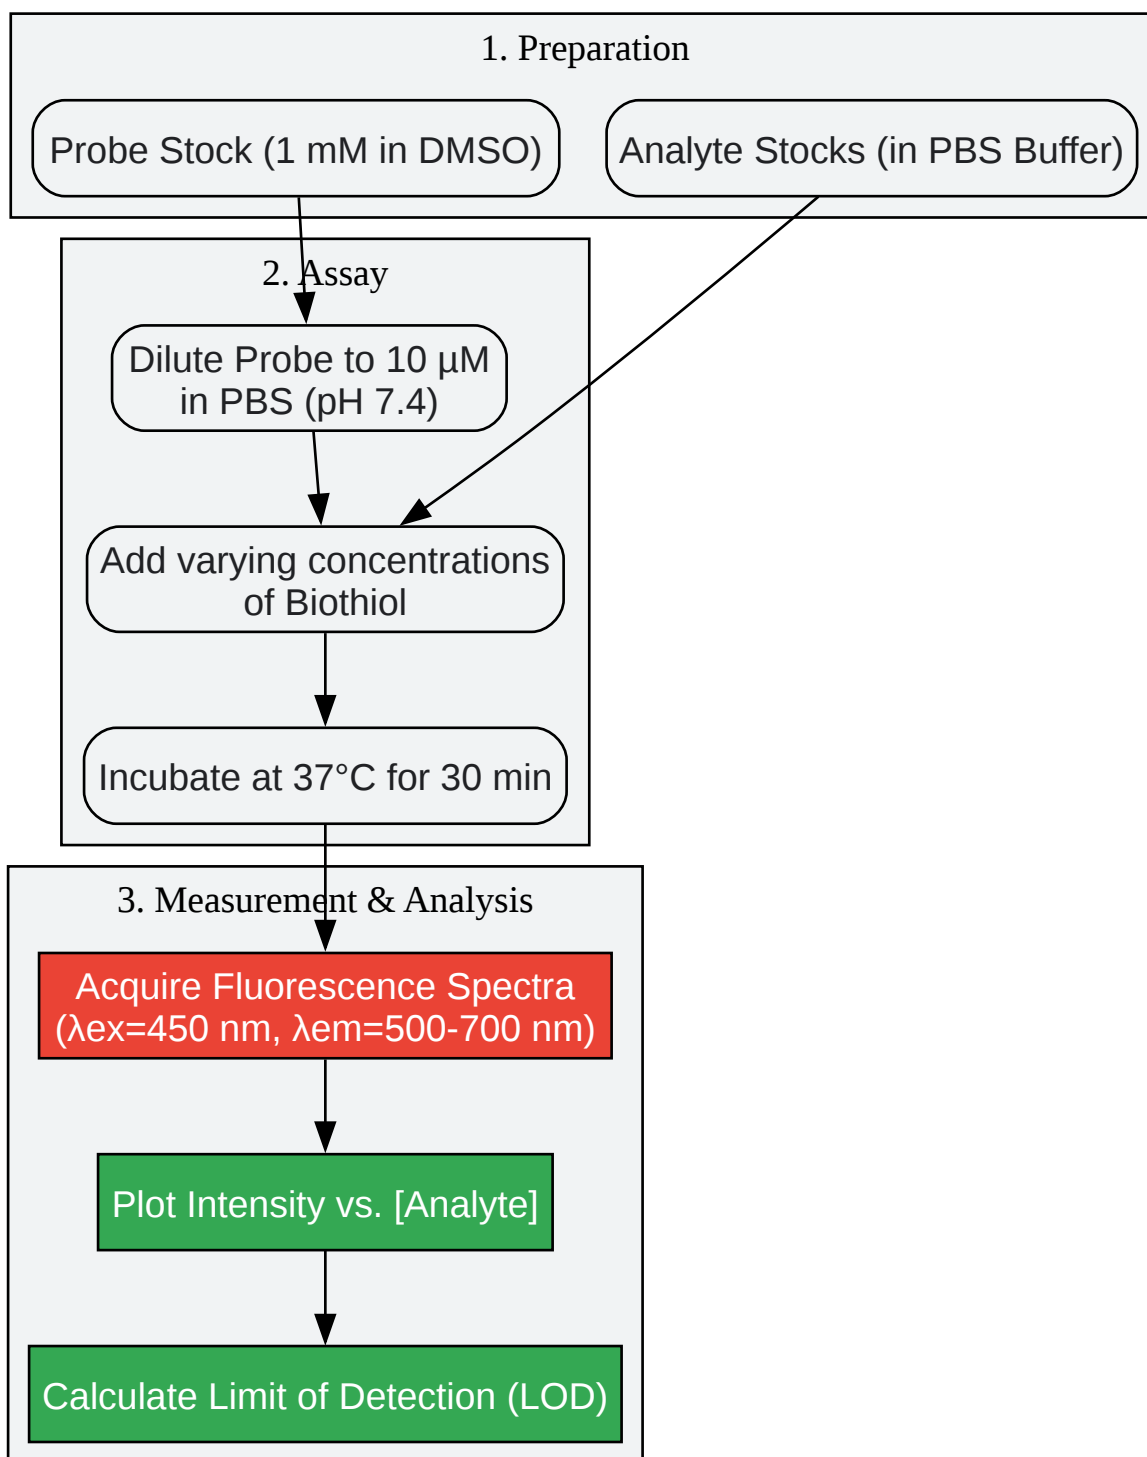 1. Preparation
Probe Stock (1 mM in DMSO)
Analyte Stocks (in PBS Buffer)
2. Assay
Dilute Probe to 10 µM
in PBS (pH 7.4)
Add varying concentrations
of Biothiol
Incubate at 37°C for 30 min
3. Measurement & Analysis
Acquire Fluorescence Spectra
(λex=450 nm, λem=500-700 nm)
Plot Intensity vs. [Analyte]
Calculate Limit of Detection (LOD)